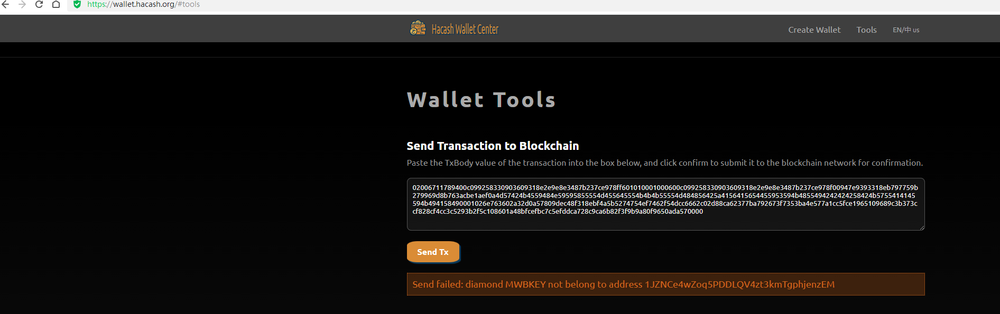 https://wallet.hacash.org/#tools
Hacash Wallet Center
Create Wallet
Tools
EN/中 us
Wallet Tools
Send Transaction to Blockchain
Paste the TxBody value of the transaction into the box below, and click confirm to submit it to the blockchain network for confirmation.
02006711789400c099258330903609318e2e9e8e3487b237ce978ff601010001000600c099258330903609318e2e9e8e3487b237ce978f00947e9393318eb797759b
279969d8b763acbe1aef0a4d57424b4559484e59595855554d455645554b4b4b55554d484856425a4156415654455953594b4855494242424258424b5755414145
594b494158490001026e763602a32d0a57809dec48f318ebf4a5b5274754ef7462f54dcc6662c02d88ca62377ba792673f7353ba4e577a1cc5fce1965109689c3b373c
cf828cf4cc3c5293b2f5c108601a48bfcefbc7c5efddca728c9ca6b82f3f9b9a80f9650ada570000
Send Tx
Send failed: diamond MWBKEY not belong to address 1JZNCe4wZoq5PDDLQV4zt3kmTgphjenzEM